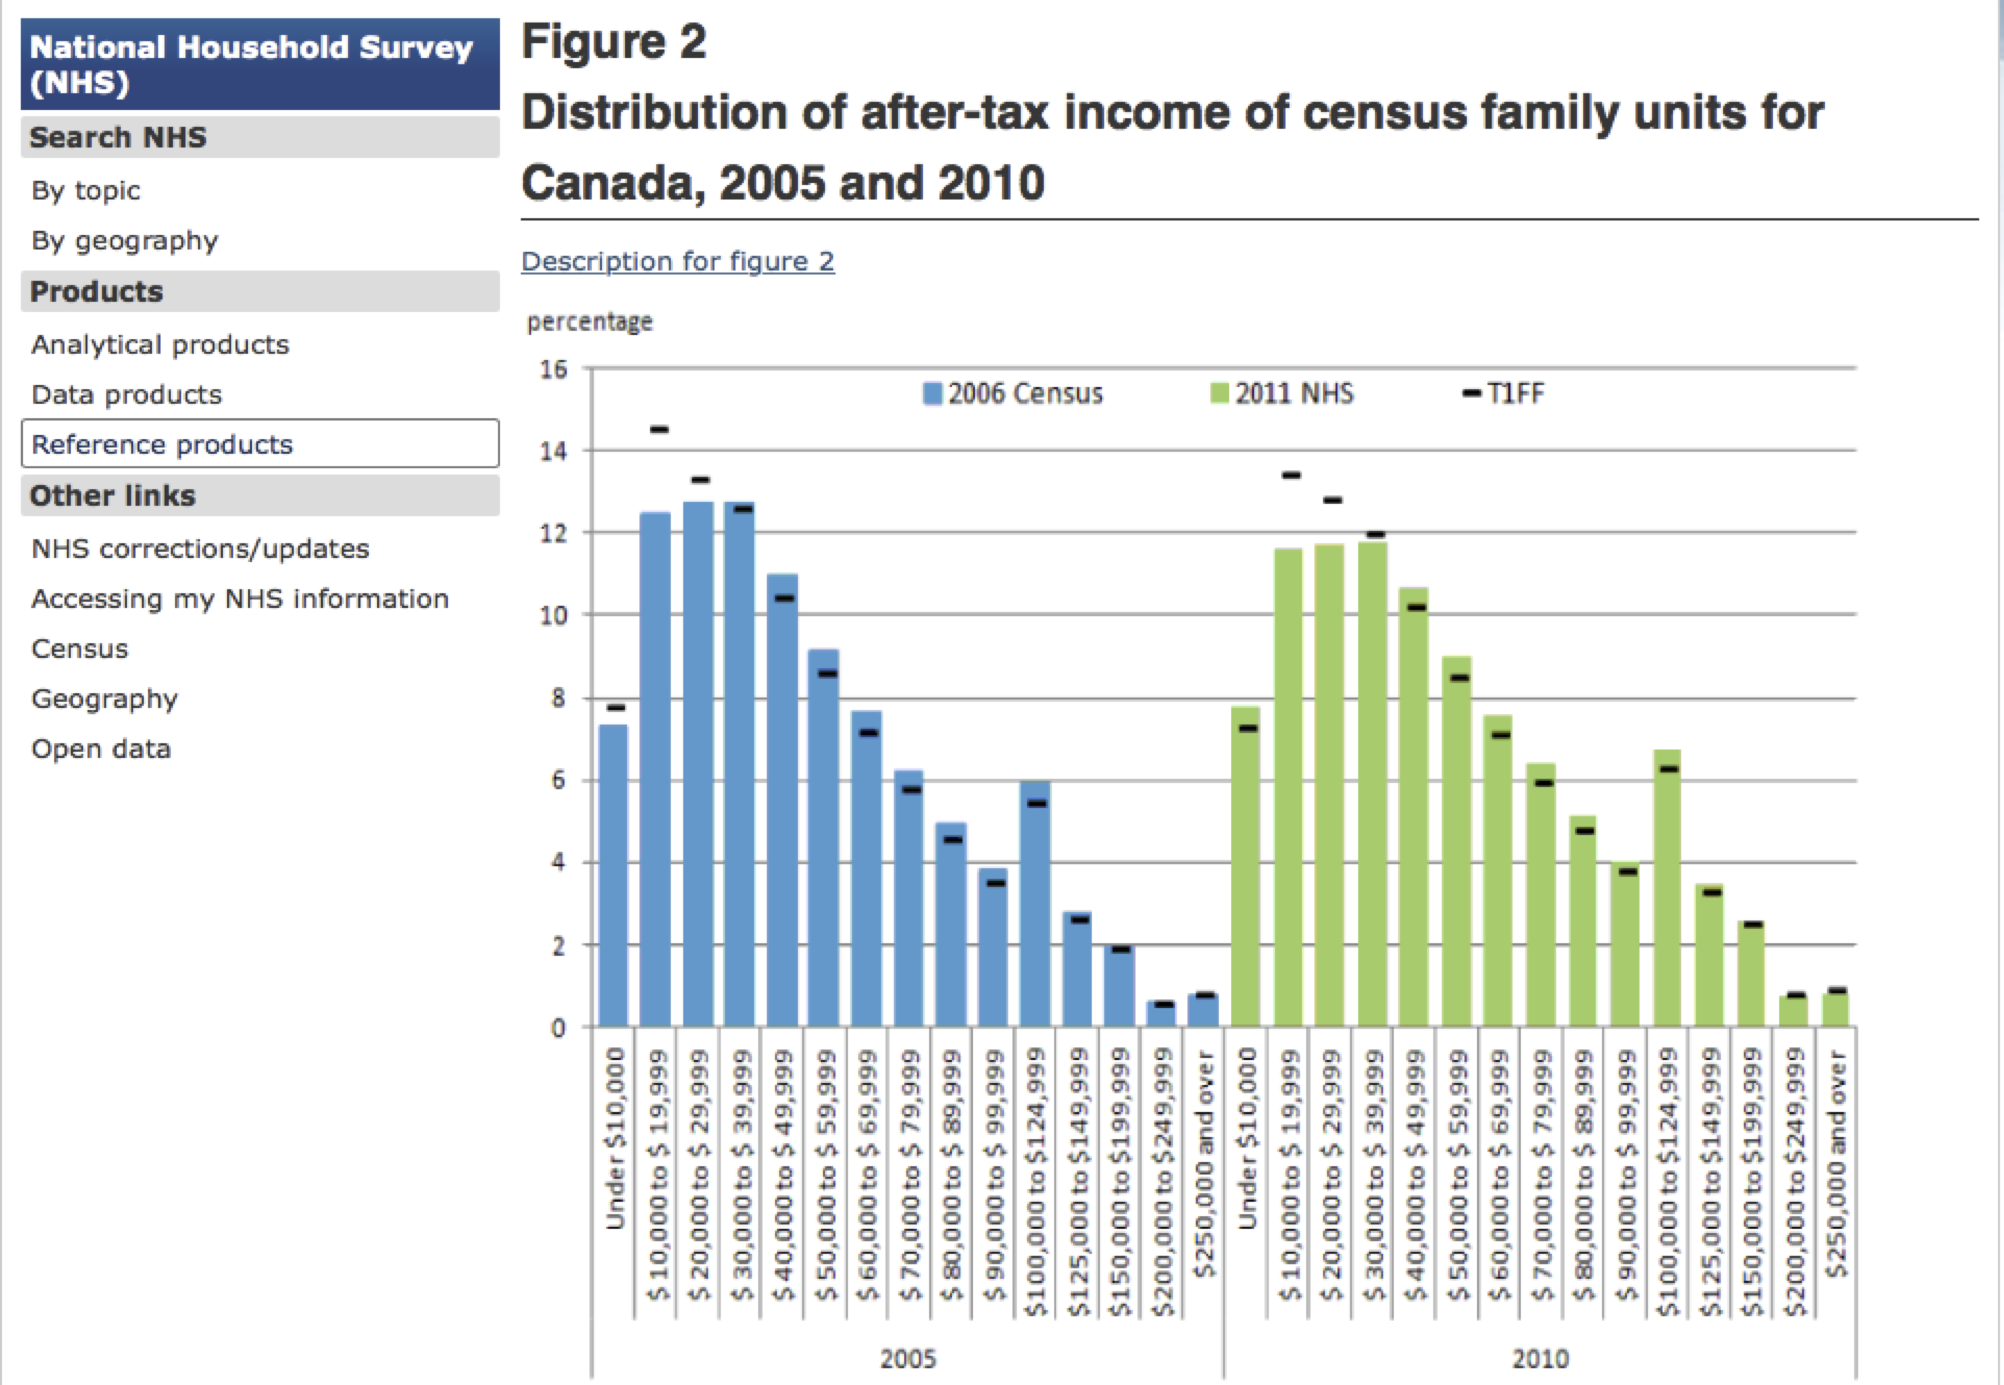 National Household Survey
(NHS)
Search NHS
By topic
By geography
Products
Analytical products
Data products
Reference products
Other links
NHS corrections/updates
Accessing my NHS information
Census
Geography
Open data
Figure 2
Distribution of after-tax income of census family units for
Canada, 2005 and 2010
Description for figure 2
percentage
2006 Census
2011 NHS
T1FF
16
14
12
10
8
6
4
2
0
Under $10,000
$ 10,000 to $ 19,999
$ 20,000 to $ 29,999
$ 30,000 to $ 39,999
$ 40,000 to $ 49,999
$ 50,000 to $ 59,999
$ 60,000 to $ 69,999
$ 70,000 to $ 79,999
$ 80,000 to $ 89,999
$ 90,000 to $ 99,999
$100,000 to $124,999
$125,000 to $149,999
$150,000 to $199,999
$200,000 to $249,999
$250,000 and over
Under $10,000
$ 10,000 to $ 19,999
$ 20,000 to $ 29,999
$ 30,000 to $ 39,999
$ 40,000 to $ 49,999
$ 50,000 to $ 59,999
$ 60,000 to $ 69,999
$ 70,000 to $ 79,999
$ 80,000 to $ 89,999
$ 90,000 to $ 99,999
$100,000 to $124,999
$125,000 to $149,999
$150,000 to $199,999
$200,000 to $249,999
$250,000 and over
2005
2010